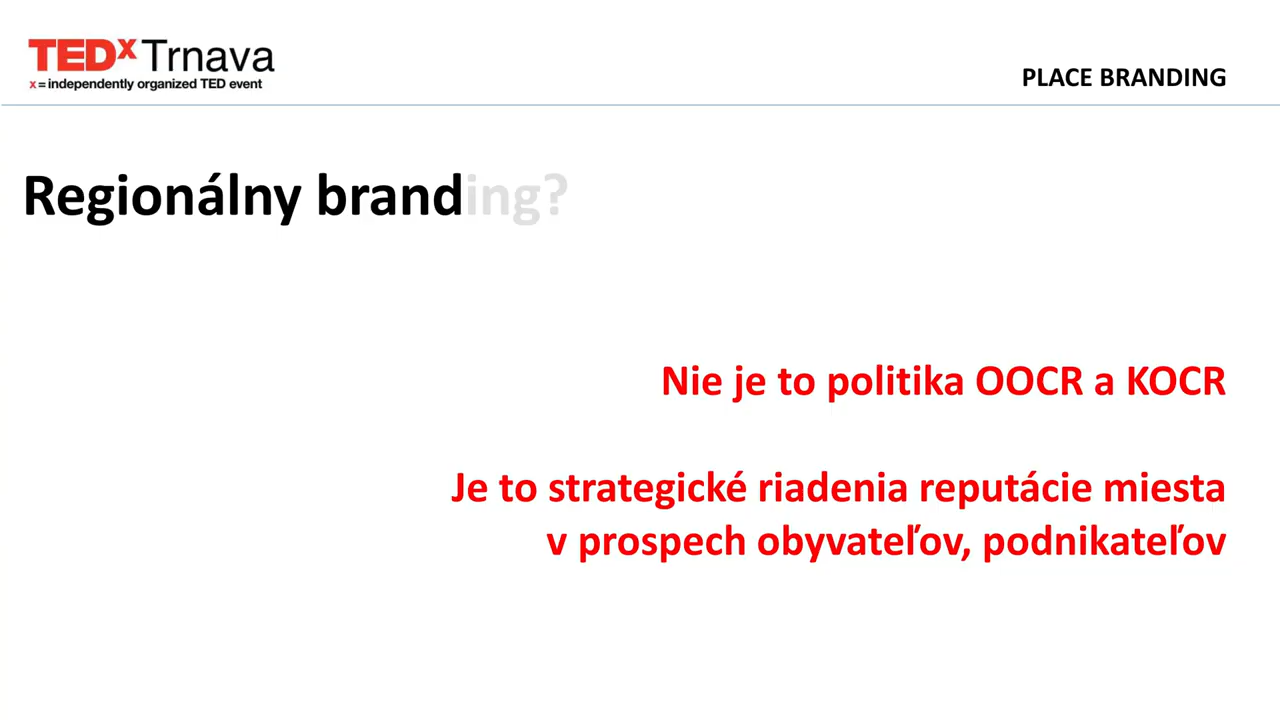 TEDx Trnava
x = independently organized TED event
PLACE BRANDING
Regionálny branding?
Nie je to politika OOCR a KOCR
Je to strategické riadenia reputácie miesta
v prospech obyvateľov, podnikateľov